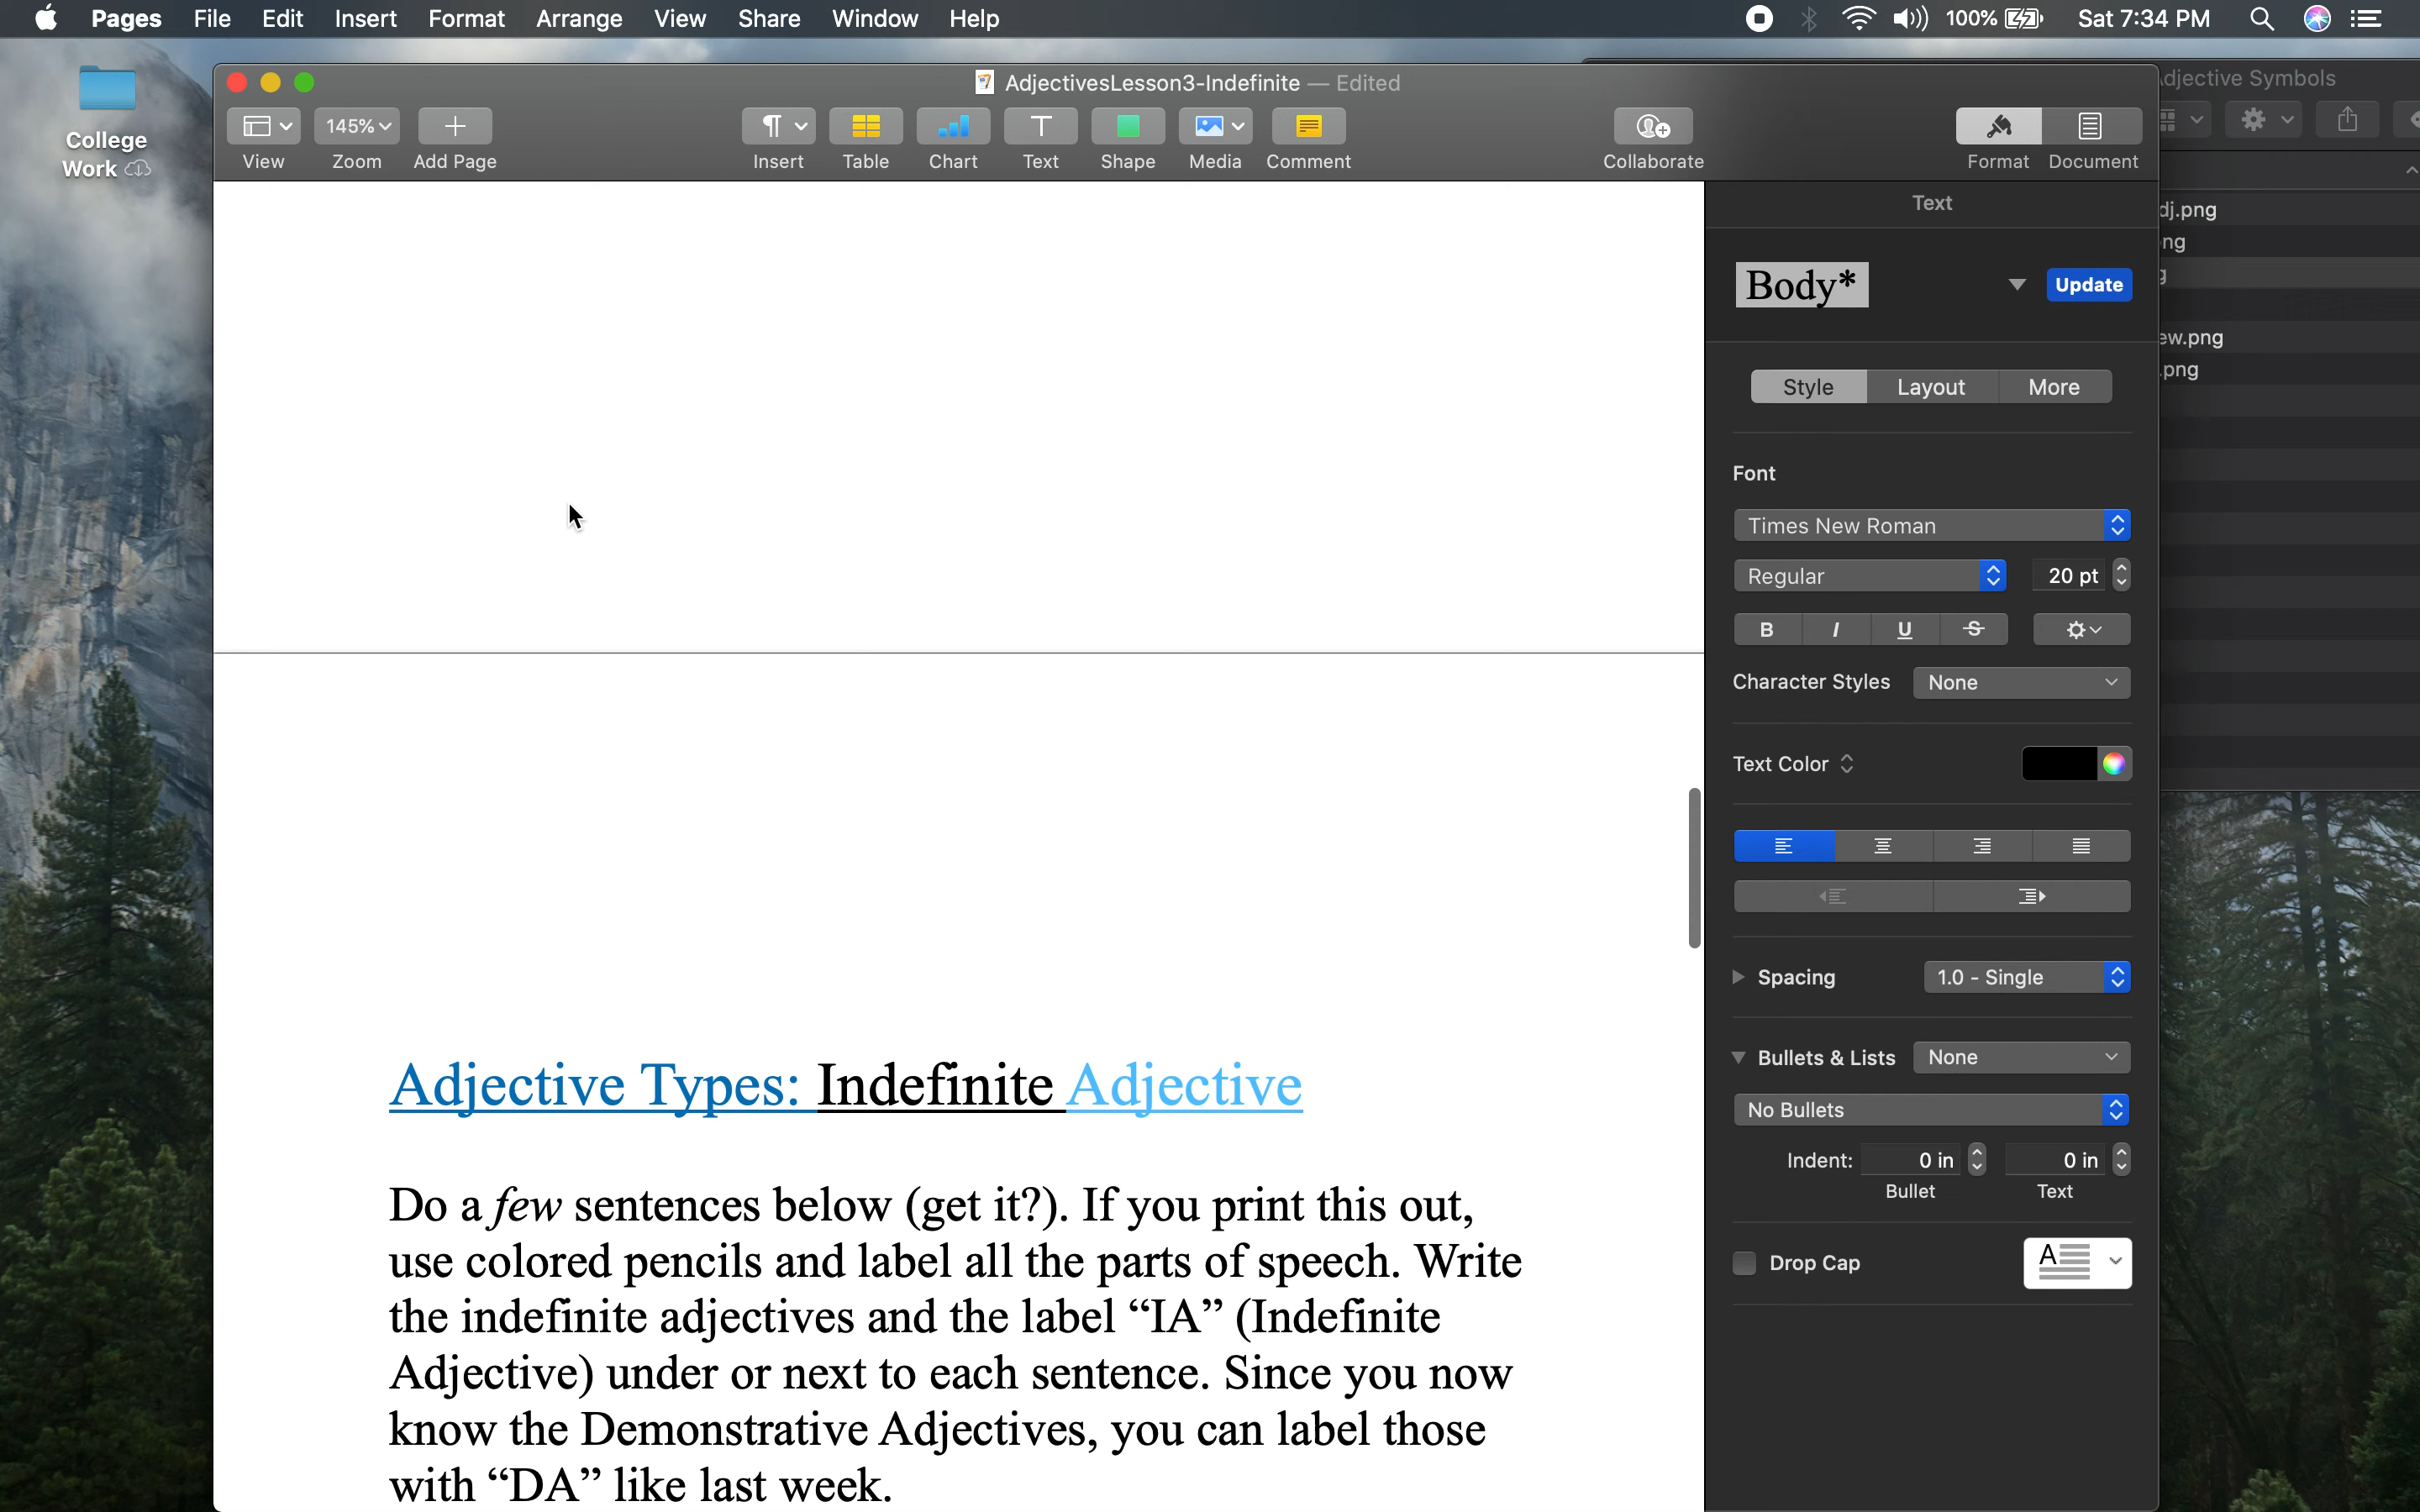 Pages File Edit Insert Format Arrange View Share Window Help 100% Sat 7:34 PM
College
Work
AdjectivesLesson3-Indefinite — Edited
145%
View Zoom Add Page Insert Table Chart Text Shape Media Comment Collaborate Format Document
djective Symbols
dj.png
ng
g
ew.png
.png
Text
Body* Update
Style Layout More
Font
Times New Roman
Regular 20 pt
B I U S
Character Styles None
Text Color
Spacing 1.0 - Single
Bullets & Lists None
No Bullets
Indent: 0 in 0 in
Bullet Text
A Drop Cap
Adjective Types: Indefinite Adjective
Do a few sentences below (get it?). If you print this out,
use colored pencils and label all the parts of speech. Write
the indefinite adjectives and the label “IA” (Indefinite
Adjective) under or next to each sentence. Since you now
know the Demonstrative Adjectives, you can label those
with “DA” like last week.